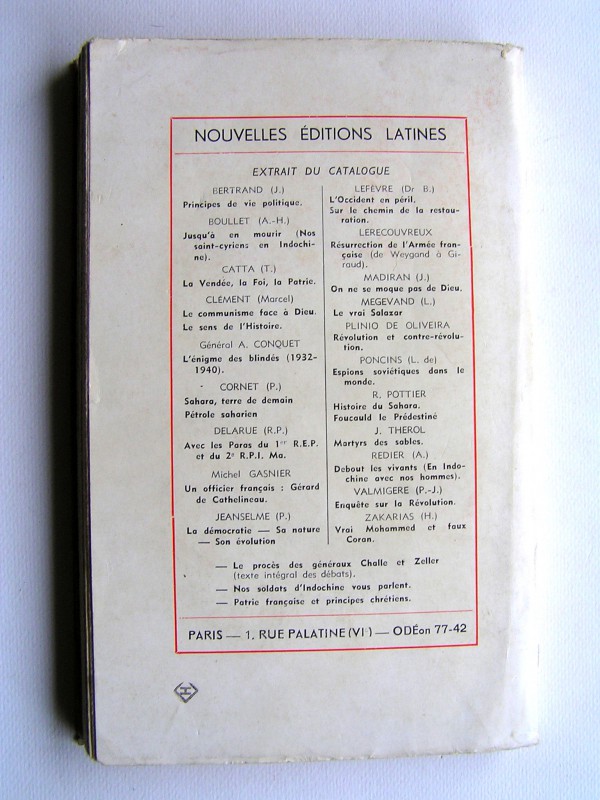 NOUVELLES ÉDITIONS LATINES
EXTRAIT DU CATALOGUE
BERTRAND (J.)
Principes de vie politique.
BOULLET (A.-H.)
Jusqu'à en mourir (Nos
saint-cyriens en Indochi-
ne).
CATTA (T.)
La Vendée, la Foi, la Patrie.
CLÉMENT (Marcel)
Le communisme face à Dieu.
Le sens de l'Histoire.
Général A. CONQUET
L'énigme des blindés (1932-
1940).
CORNET (P.)
Sahara, terre de demain
Pétrole saharien
DELARUE (R.P.)
Avec les Paras du 1er R.E.P.
et du 2e R.P.I. Ma.
Michel GASNIER
Un officier français : Gérard
de Cathelineau.
JEANSELME (P.)
La démocratie — Sa nature
— Son évolution
LEFÈVRE (Dr B.)
L'Occident en péril.
Sur le chemin de la restau-
ration.
LERECOUVREUX
Résurrection de l'Armée fran-
çaise (de Weygand à Gi-
raud).
MADIRAN (J.)
On ne se moque pas de Dieu.
MEGEVAND (L.)
Le vrai Salazar
PLINIO DE OLIVEIRA
Révolution et contre-révolu-
tion.
PONCINS (L. de)
Espions soviétiques dans le
monde.
R. POTTIER
Histoire du Sahara.
Foucauld le Prédestiné
J. THEROL
Martyrs des sables.
REDIER (A.)
Debout les vivants (En Indo-
chine avec nos hommes).
VALMIGERE (P.-J.)
Enquête sur la Révolution.
ZAKARIAS (H.)
Vrai Mohammed et faux
Coran.
— Le procès des généraux Challe et Zeller
(texte intégral des débats).
— Nos soldats d'Indochine vous parlent.
— Patrie française et principes chrétiens.
PARIS — 1, RUE PALATINE (VIe) — ODÉon 77-42